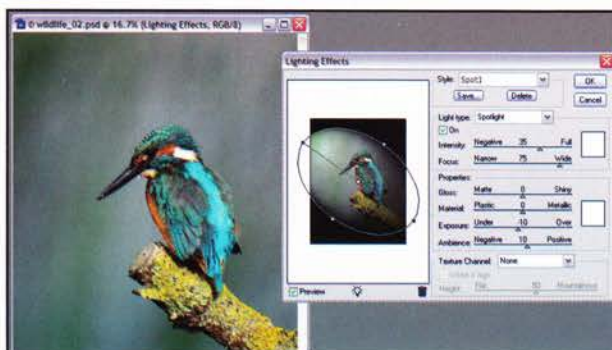 wildlife_02.psd @ 16.7% (Lighting Effects, RGB/8)
Lighting Effects
Style: Spot1
OK
Save... Delete
Cancel
Light type: Spotlight
On
Intensity: Negative 35 Full
Focus: Narrow 75 Wide
Properties:
Gloss: Matte 0 Shiny
Material: Plastic 0 Metallic
Exposure: Under -10 Over
Ambience: Negative 10 Positive
Texture Channel: None
Height: Flat 50 Mountainous
Preview